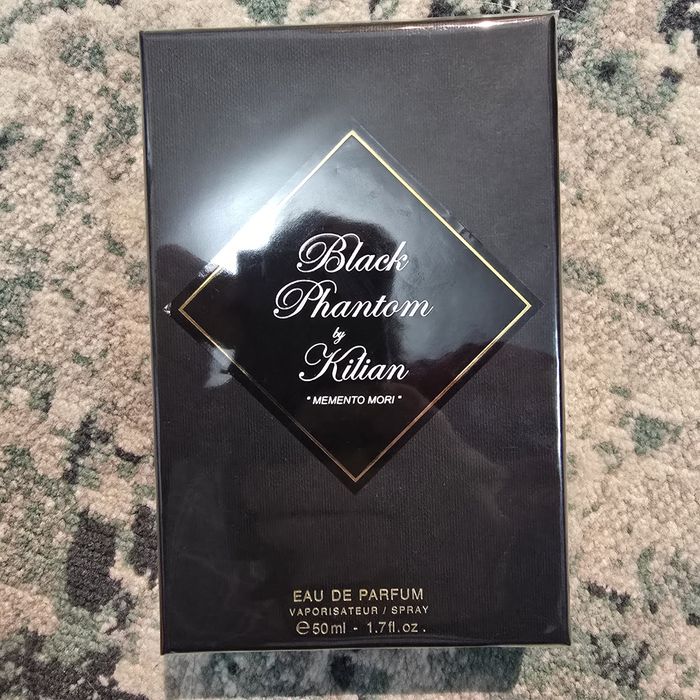 Black
Phantom
by
Kilian
" MEMENTO MORI "
EAU DE PARFUM
VAPORISATEUR / SPRAY
℮50ml - 1.7fl.oz.